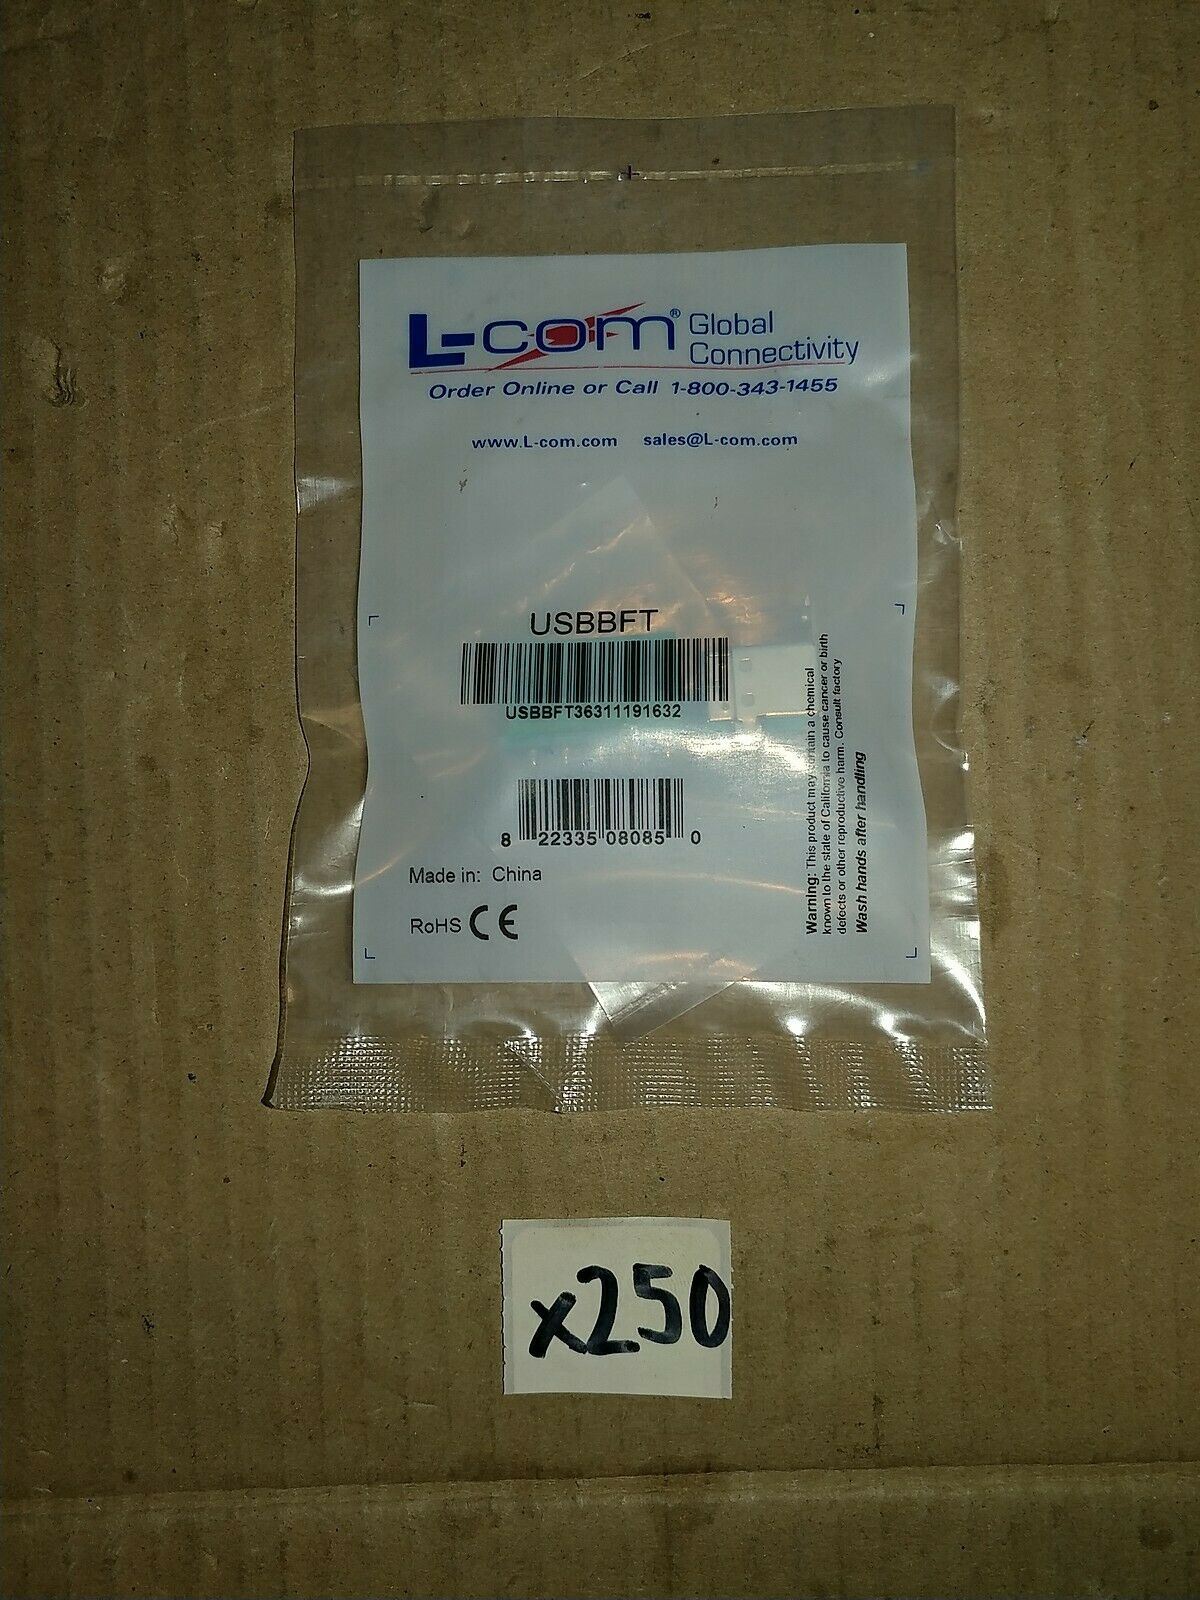 L-com® Global
Connectivity
Order Online or Call 1-800-343-1455
www.L-com.com sales@L-com.com
USBBFT
USBBFT36311191632
8 22335 08085 0
Made in: China
RoHS CE
Warning: This product may contain a chemical
known to the state of California to cause cancer or birth
defects or other reproductive harm. Consult factory
Wash hands after handling
x250